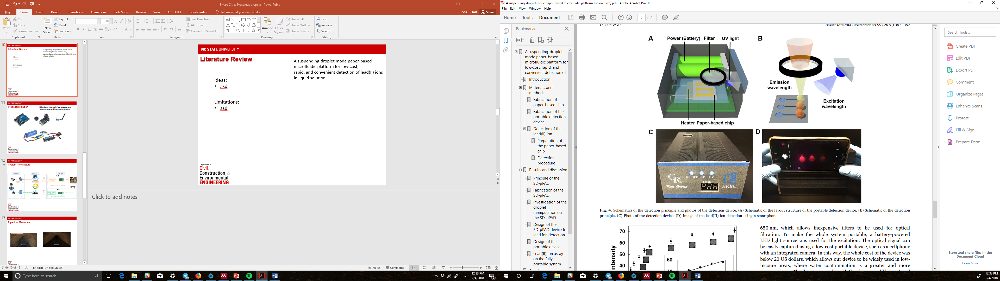 Smart Cities Presentation.pptx - PowerPoint
File Home Insert Design Transitions Animations Slide Show Review View ACROBAT Storyboarding Tell me what you want to do... SNOGHAB Share
Paste
Cut
Copy
Format Painter
Clipboard
New Slide
Layout
Reset
Section
Slides
18
Font
Text Direction
Align Text
Convert to SmartArt
Paragraph
Arrange
Quick Styles
Shape Fill
Shape Outline
Shape Effects
Drawing
Find
Replace
Select
Editing
10
NC STATE UNIVERSITY
Literature Review
A suspending-droplet mode paper-based
microfluidic platform for low-cost,
rapid, and convenient detection of lead(II) ions
in liquid solution
Ideas:
• asd
Limitations:
• asd
11
NC STATE UNIVERSITY
Proposed solution
Vision Based Volumetric Flow Measurement
for wastewater and Storm water Networks
12
NC STATE UNIVERSITY
System Architecture
S-1
S-2
13
NC STATE UNIVERSITY
Pipe flow 3D models
NC STATE UNIVERSITY
Literature Review
A suspending-droplet mode paper-based
microfluidic platform for low-cost,
rapid, and convenient detection of lead(II) ions
in liquid solution
Ideas:
• asd
Limitations:
• asd
Department of
Civil,
Construction, &
Environmental
ENGINEERING
Click to add notes
Slide 10 of 18 English (United States) Notes Comments 75%
Type here to search
12:33 PM
2/4/2018
A suspending-droplet mode paper-based microfluidic platform for low-cost,.pdf - Adobe Acrobat Pro DC
File Edit View Window Help
Home Tools Document 6 / 7
Bookmarks
A suspending-droplet
mode paper-based
microfluidic platform for
low-cost, rapid, and
convenient detection of
Introduction
Materials and
methods
Fabrication of
paper-based chip
Fabrication of the
portable detection
device
Detection of the
lead(II) ion
Preparation of
the paper-based
chip
Detection
procedure
Results and discussion
Principle of the
SD-μPAD
Fabrication of the
SD-μPAD
Investigation of the
droplet
manipulation on
the SD-μPAD
Design of the
SD-μPAD device for
lead ion detection
Design of the
portable device
Lead(II) ion assay
on the fully
portable system
H. Sun et al.
Biosensors and Bioelectronics 99 (2018) 361–367
A
Power (Battery) Filter UV light
Heater Paper-based chip
B
Emission
wavelength
Excitation
wavelength
C
ON/OFF SET UV
TIME
GR
Ren Group
HKBU
D
Fig. 4. Schematics of the detection principle and photos of the detection device. (A) Schematic of the layout structure of the portable detection device. (B) Schematic of the detection
principle. (C) Photo of the detection device. (D) Image of the lead(II) ion detection using a smartphone.
70
60
50
40
intensity
60
650 nm, which allows inexpensive filters to be used for optical
filtration. To make the whole system portable, a battery-powered
LED light source was used for the excitation. The optical signal can
be easily captured using a low-cost portable device, such as a cellphone
with an integrated camera. In this way, the whole cost of the device was
below 20 US dollars, which allows our device to be widely used in low-
income areas, where water contamination is a greater and more
Search Tools...
Create PDF
Edit PDF
Export PDF
Comment
Organize Pages
Enhance Scans
Protect
Fill & Sign
Prepare Form
Store and share files in the
Document Cloud
Learn More
12:33 PM
2/4/2018